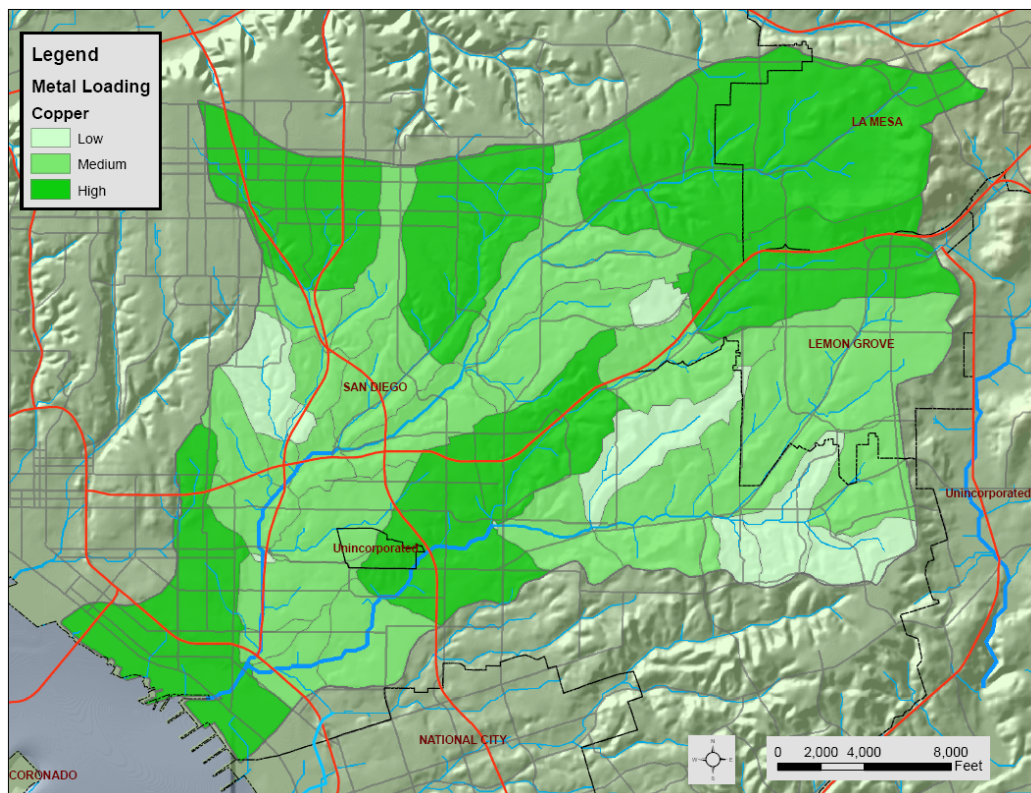 Legend
Metal Loading
Copper
Low
Medium
High
LA MESA
LEMON GROVE
SAN DIEGO
Unincorporated
Unincorporated
NATIONAL CITY
CORONADO
N
W E
S
0 2,000 4,000 8,000
Feet